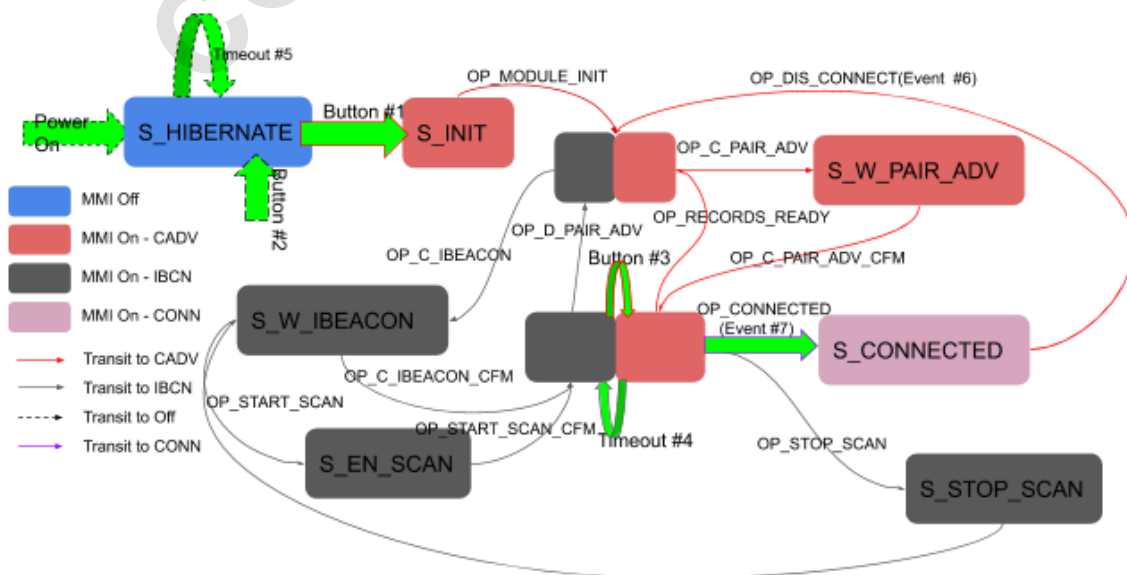 Timeout #5
Power
On
S_HIBERNATE
Button #1
S_INIT
OP_MODULE_INIT
OP_DIS_CONNECT(Event #6)
Button #2
OP_C_PAIR_ADV
S_W_PAIR_ADV
OP_RECORDS_READY
OP_D_PAIR_ADV
OP_C_IBEACON
Button #3
OP_C_PAIR_ADV_CFM
MMI Off
MMI On - CADV
MMI On - IBCN
MMI On - CONN
S_W_IBEACON
OP_CONNECTED
(Event #7)
S_CONNECTED
Transit to CADV
Transit to IBCN
Transit to Off
Transit to CONN
OP_C_IBEACON_CFM
OP_START_SCAN
OP_START_SCAN_CFM
Timeout #4
OP_STOP_SCAN
S_EN_SCAN
S_STOP_SCAN